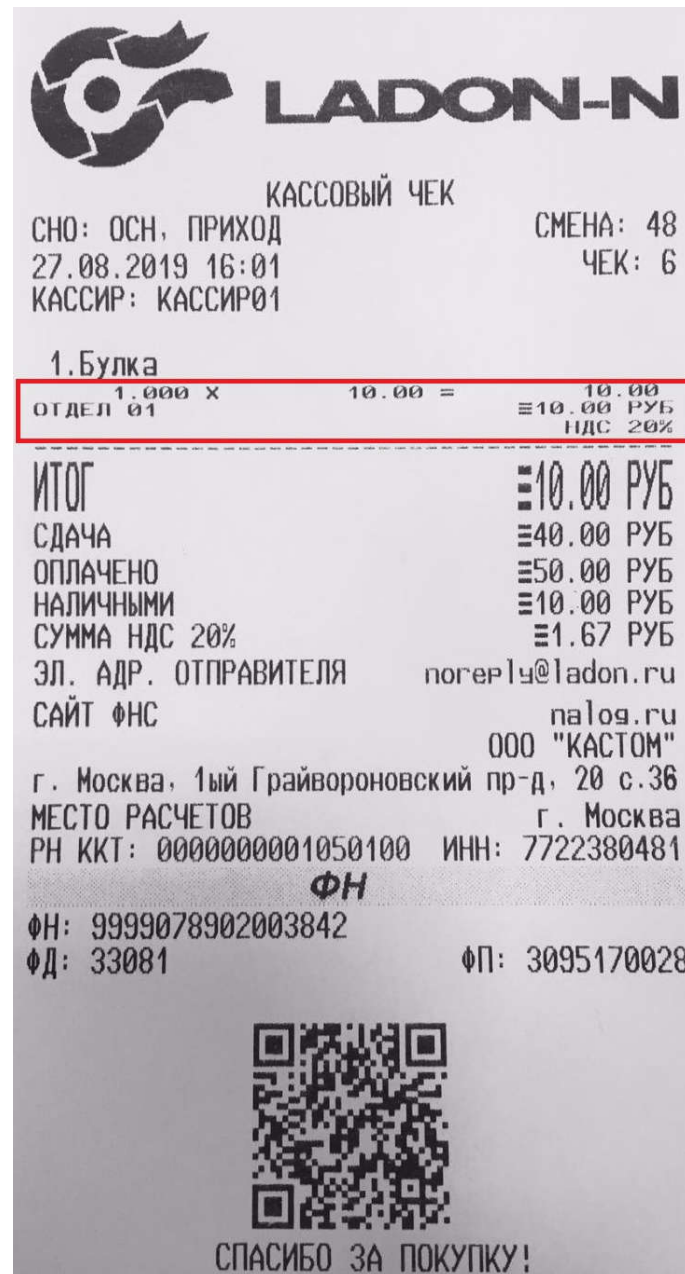 LADON-N
КАССОВЫЙ ЧЕК
СНО: ОСН, ПРИХОД СМЕНА: 48
27.08.2019 16:01 ЧЕК: 6
КАССИР: КАССИР01
1.Булка
1.000 X 10.00 = 10.00
ОТДЕЛ 01 ≡10.00 РУБ
НДС 20%
ИТОГ ≡10.00 РУБ
СДАЧА ≡40.00 РУБ
ОПЛАЧЕНО ≡50.00 РУБ
НАЛИЧНЫМИ ≡10.00 РУБ
СУММА НДС 20% ≡1.67 РУБ
ЭЛ. АДР. ОТПРАВИТЕЛЯ noreply@ladon.ru
САЙТ ФНС nalog.ru
ООО "КАСТОМ"
г. Москва, 1ый Грайвороновский пр-д, 20 с.36
МЕСТО РАСЧЕТОВ г. Москва
РН ККТ: 0000000001050100 ИНН: 7722380481
ФН
ФН: 9999078902003842
ФД: 33081 ФП: 3095170028
СПАСИБО ЗА ПОКУПКУ!